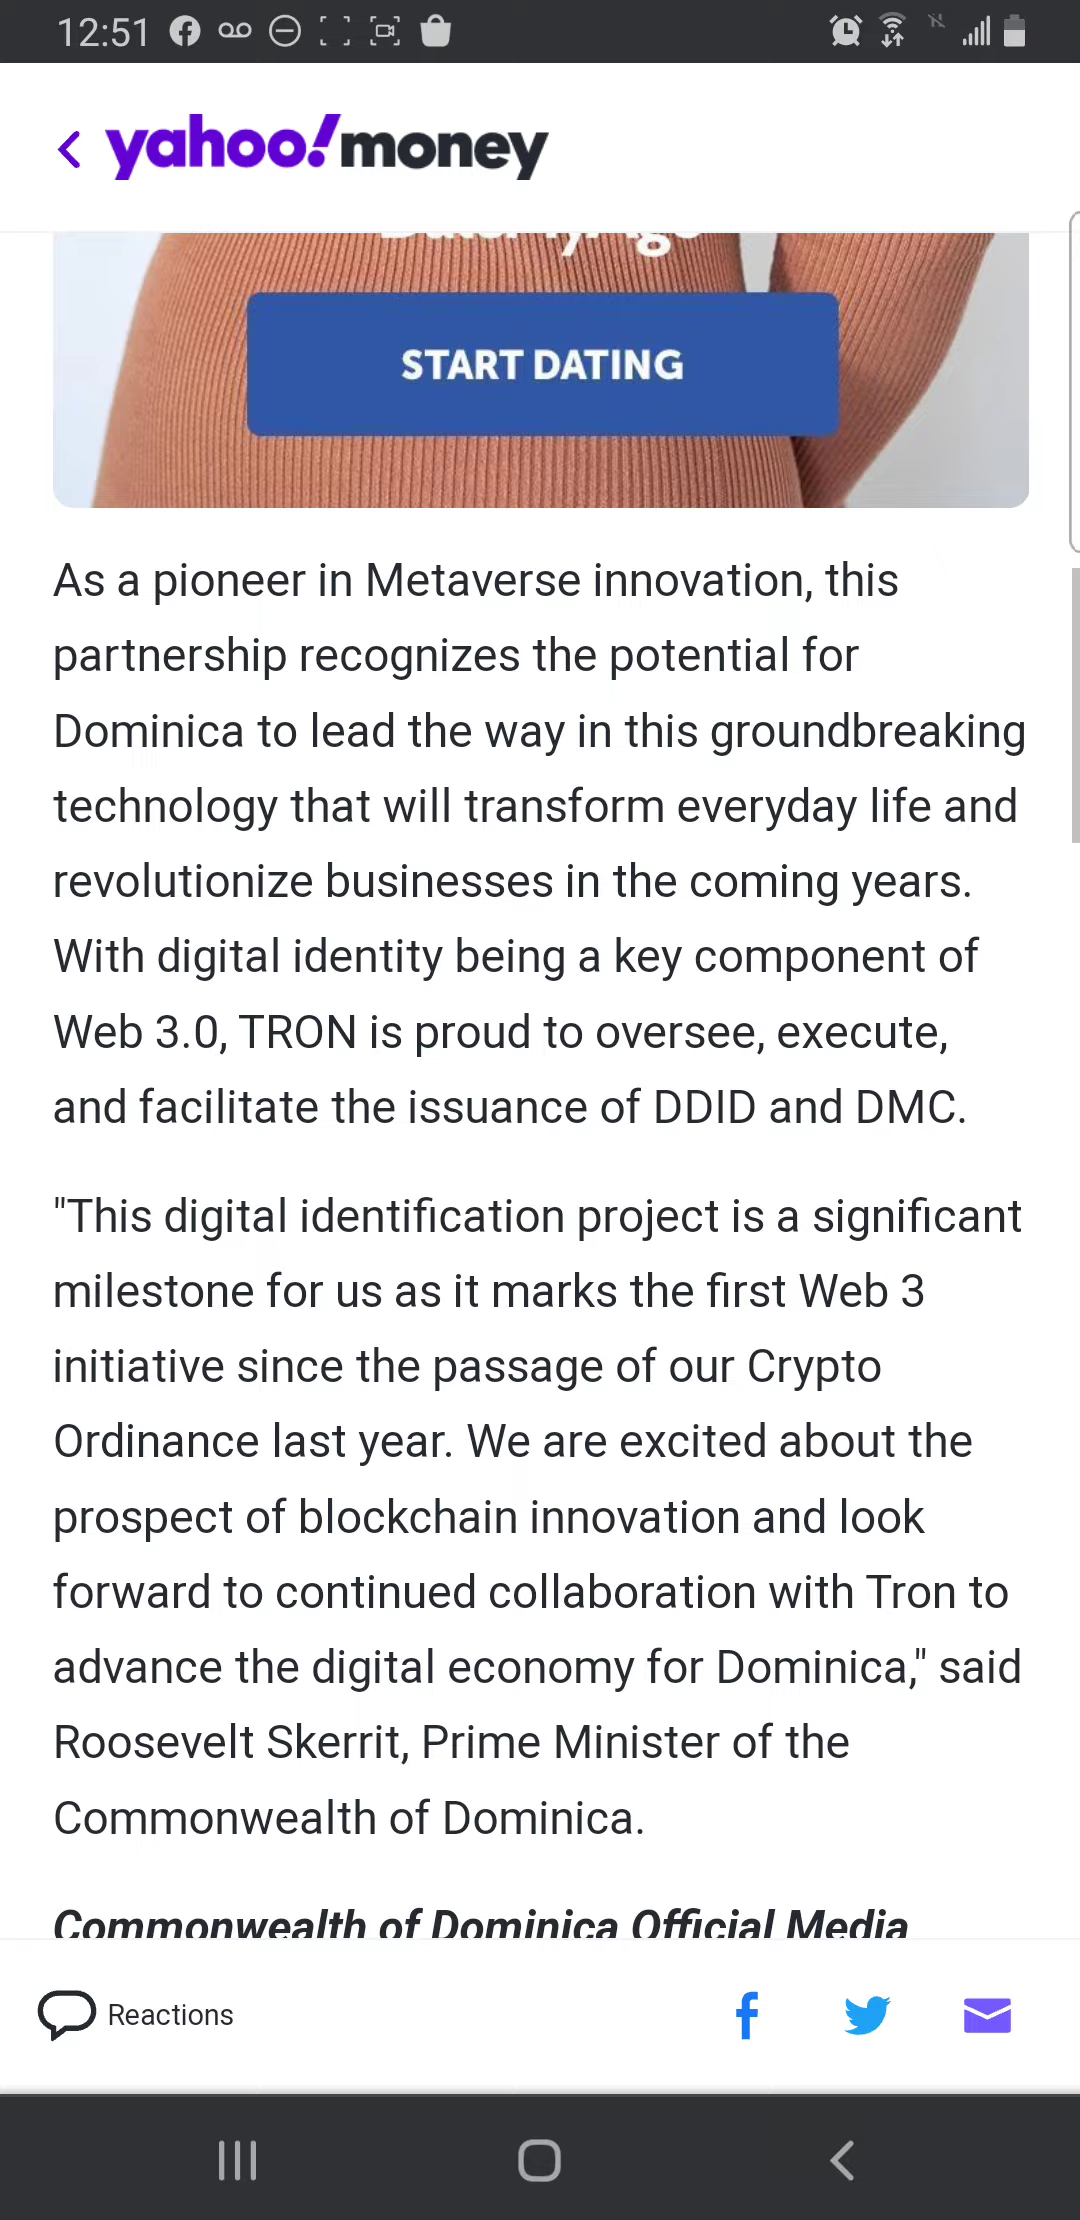 12:51
yahoo!money
START DATING
As a pioneer in Metaverse innovation, this
partnership recognizes the potential for
Dominica to lead the way in this groundbreaking
technology that will transform everyday life and
revolutionize businesses in the coming years.
With digital identity being a key component of
Web 3.0, TRON is proud to oversee, execute,
and facilitate the issuance of DDID and DMC.
"This digital identification project is a significant
milestone for us as it marks the first Web 3
initiative since the passage of our Crypto
Ordinance last year. We are excited about the
prospect of blockchain innovation and look
forward to continued collaboration with Tron to
advance the digital economy for Dominica," said
Roosevelt Skerrit, Prime Minister of the
Commonwealth of Dominica.
Commonwealth of Dominica Official Media
Reactions